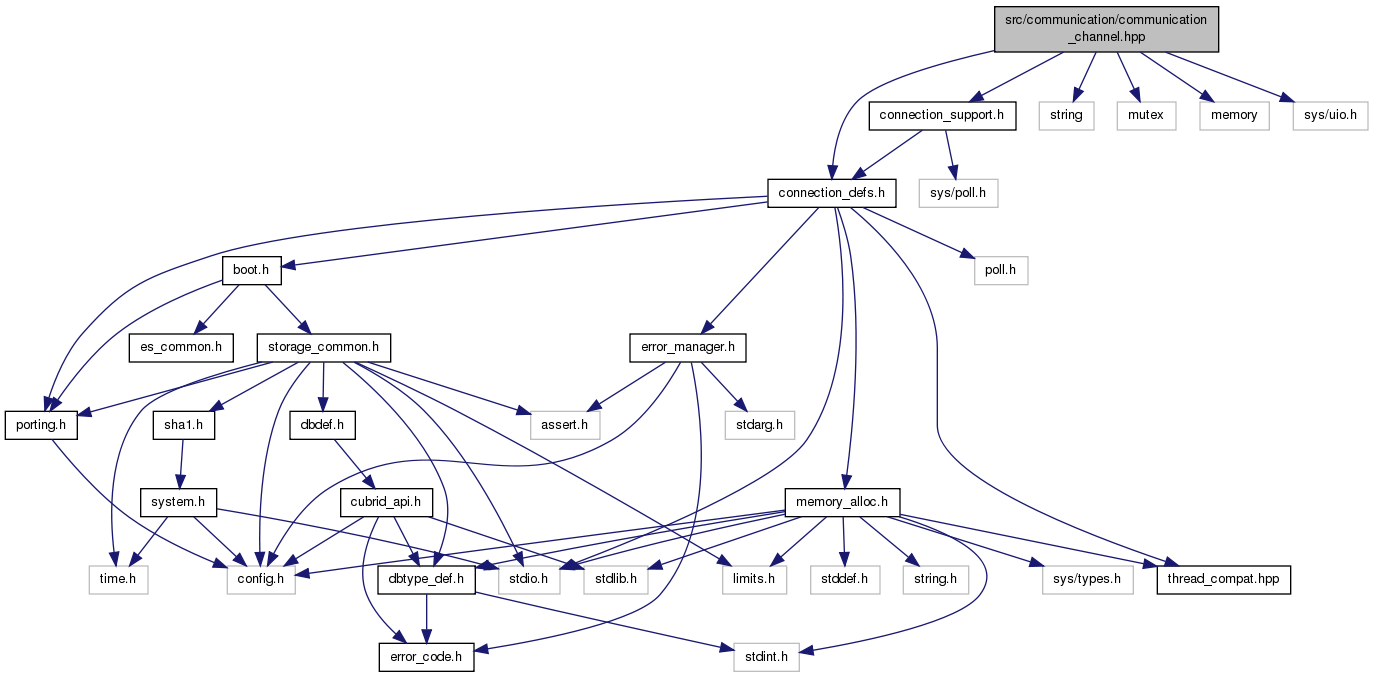 src/communication/communication
_channel.hpp
connection_support.h
string
mutex
memory
sys/uio.h
connection_defs.h
sys/poll.h
boot.h
poll.h
es_common.h
storage_common.h
error_manager.h
porting.h
sha1.h
dbdef.h
assert.h
stdarg.h
system.h
cubrid_api.h
memory_alloc.h
time.h
config.h
dbtype_def.h
stdio.h
stdlib.h
limits.h
stddef.h
string.h
sys/types.h
thread_compat.hpp
error_code.h
stdint.h